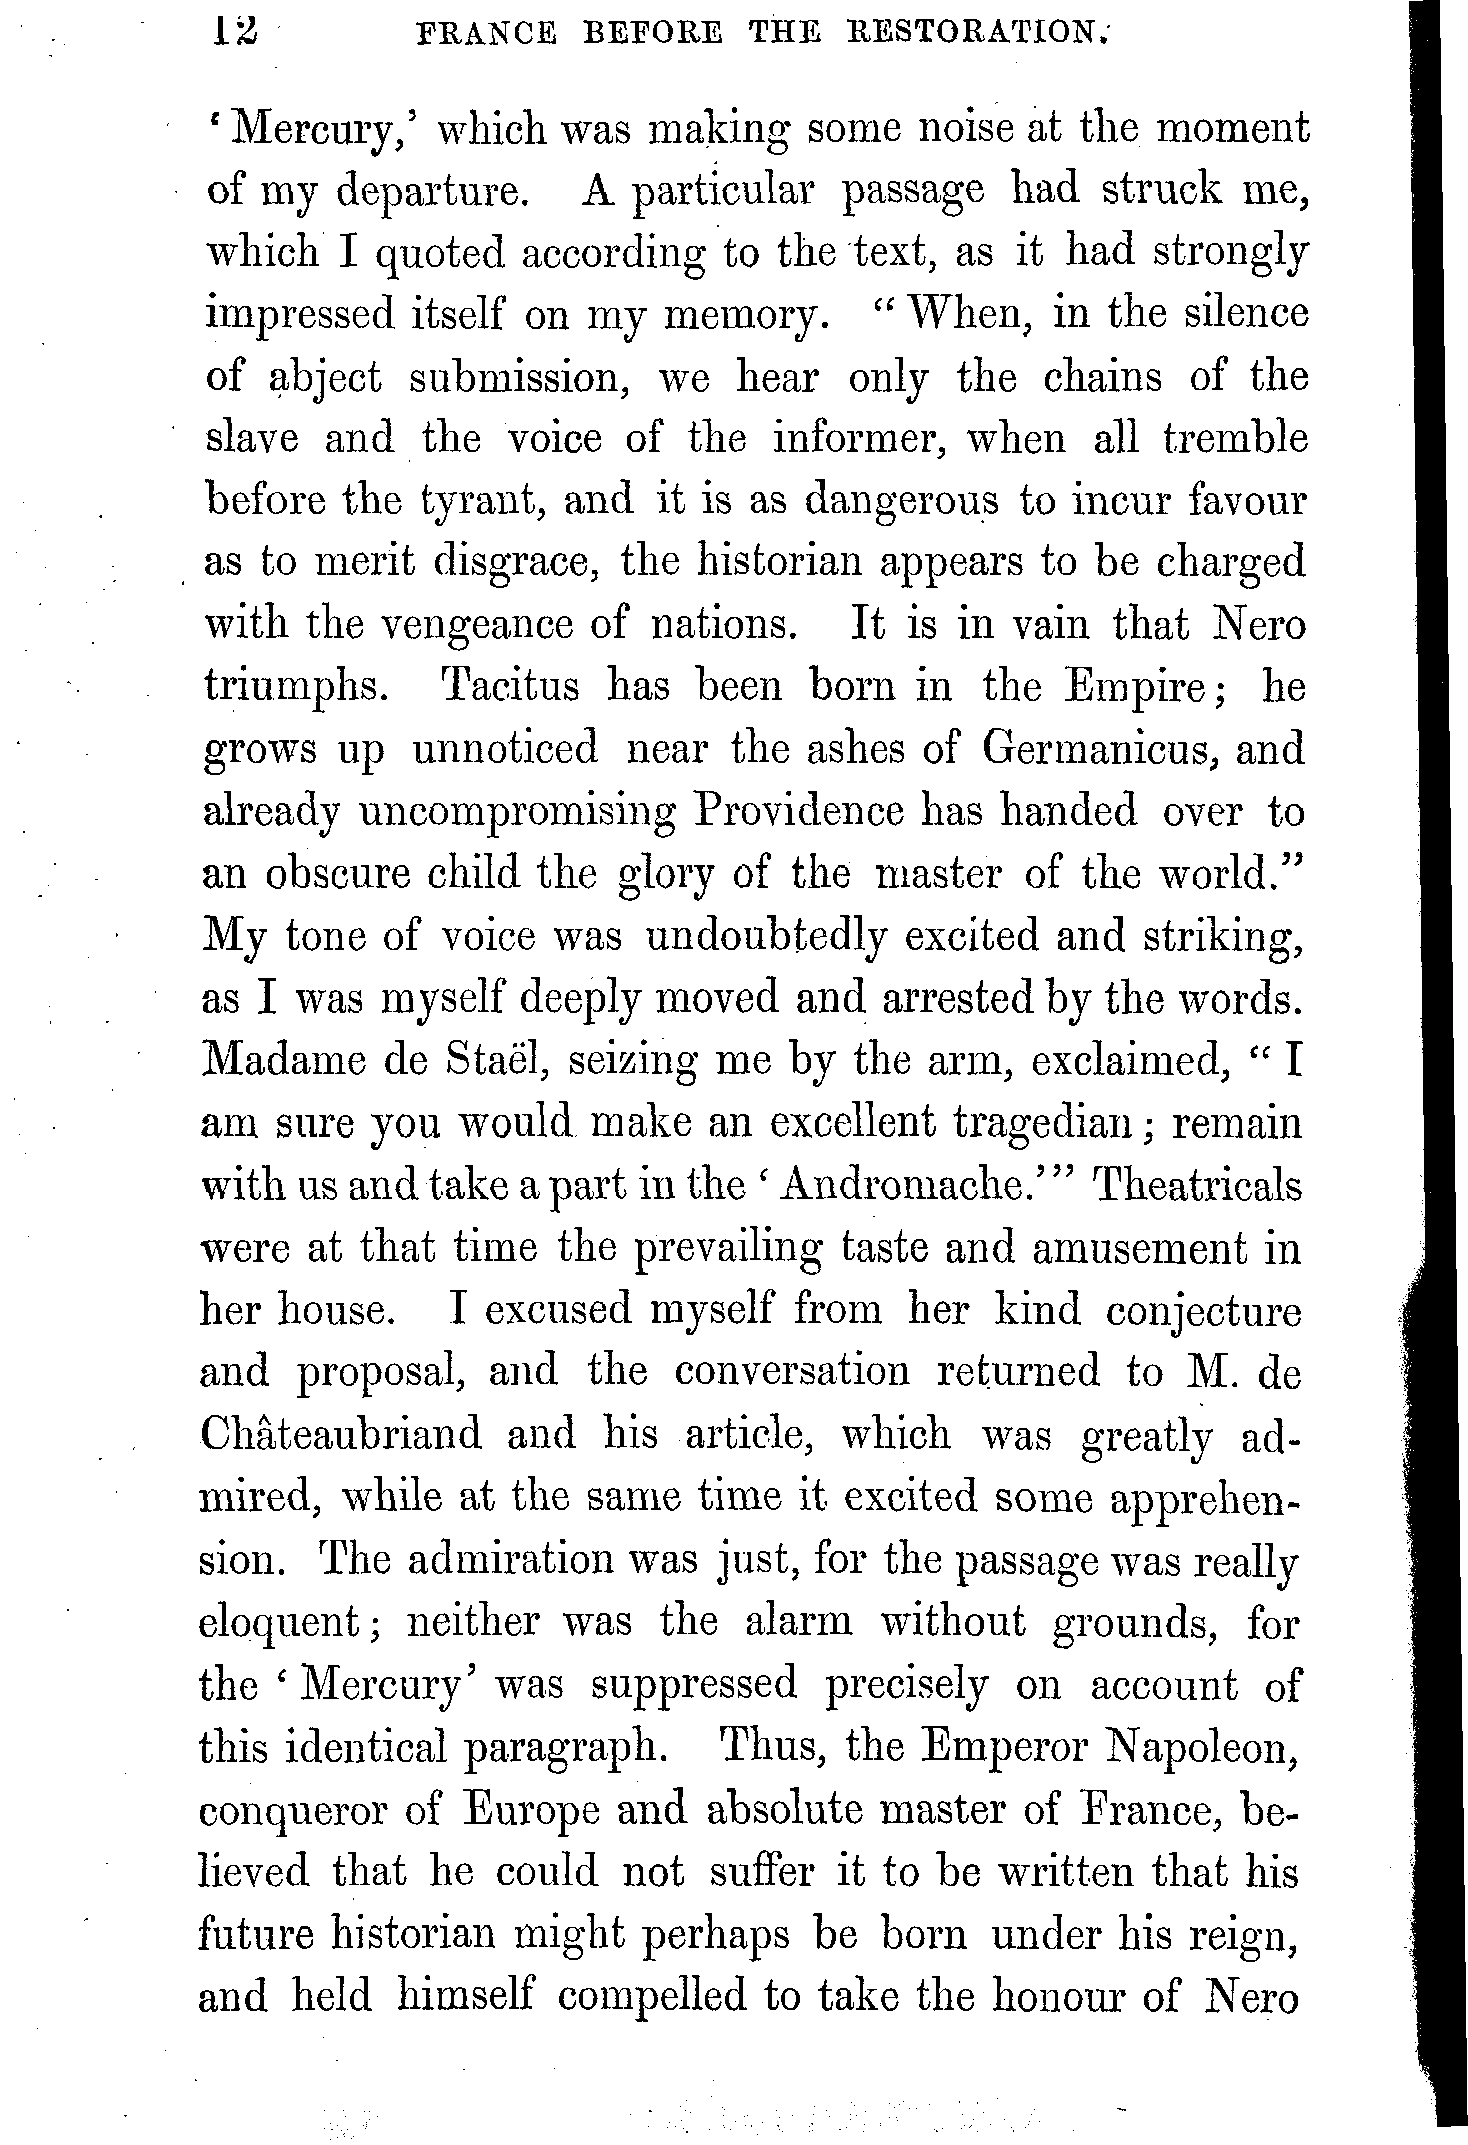 12 FRANCE BEFORE THE RESTORATION.
‘Mercury,’ which was making some noise at the moment
of my departure. A particular passage had struck me,
which I quoted according to the text, as it had strongly
impressed itself on my memory. “When, in the silence
of abject submission, we hear only the chains of the
slave and the voice of the informer, when all tremble
before the tyrant, and it is as dangerous to incur favour
as to merit disgrace, the historian appears to be charged
with the vengeance of nations. It is in vain that Nero
triumphs. Tacitus has been born in the Empire; he
grows up unnoticed near the ashes of Germanicus, and
already uncompromising Providence has handed over to
an obscure child the glory of the master of the world.”
My tone of voice was undoubtedly excited and striking,
as I was myself deeply moved and arrested by the words.
Madame de Staël, seizing me by the arm, exclaimed, “I
am sure you would make an excellent tragedian; remain
with us and take a part in the ‘Andromache.’” Theatricals
were at that time the prevailing taste and amusement in
her house. I excused myself from her kind conjecture
and proposal, and the conversation returned to M. de
Châteaubriand and his article, which was greatly ad-
mired, while at the same time it excited some apprehen-
sion. The admiration was just, for the passage was really
eloquent; neither was the alarm without grounds, for
the ‘Mercury’ was suppressed precisely on account of
this identical paragraph. Thus, the Emperor Napoleon,
conqueror of Europe and absolute master of France, be-
lieved that he could not suffer it to be written that his
future historian might perhaps be born under his reign,
and held himself compelled to take the honour of Nero